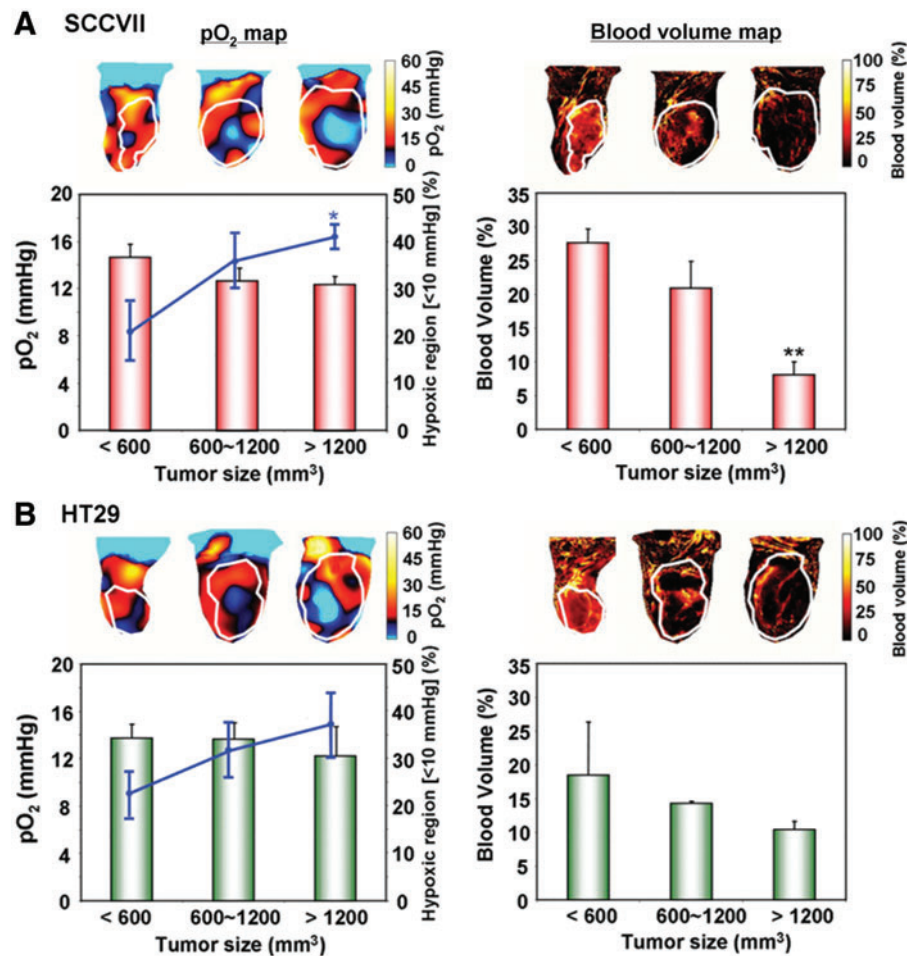 A SCCVII
pO₂ map
Blood volume map
60
45
30
15
0
pO₂ (mmHg)
100
75
50
25
0
Blood volume (%)
20
16
12
8
4
0
pO₂ (mmHg)
50
40
30
20
10
0
Hypoxic region [<10 mmHg] (%)
*
< 600 600~1200 > 1200
Tumor size (mm³)
35
30
25
20
15
10
5
0
Blood Volume (%)
**
< 600 600~1200 > 1200
Tumor size (mm³)
B HT29
60
45
30
15
0
pO₂ (mmHg)
100
75
50
25
0
Blood volume (%)
20
16
12
8
4
0
pO₂ (mmHg)
50
40
30
20
10
0
Hypoxic region [<10 mmHg] (%)
< 600 600~1200 > 1200
Tumor size (mm³)
35
30
25
20
15
10
5
0
Blood Volume (%)
< 600 600~1200 > 1200
Tumor size (mm³)